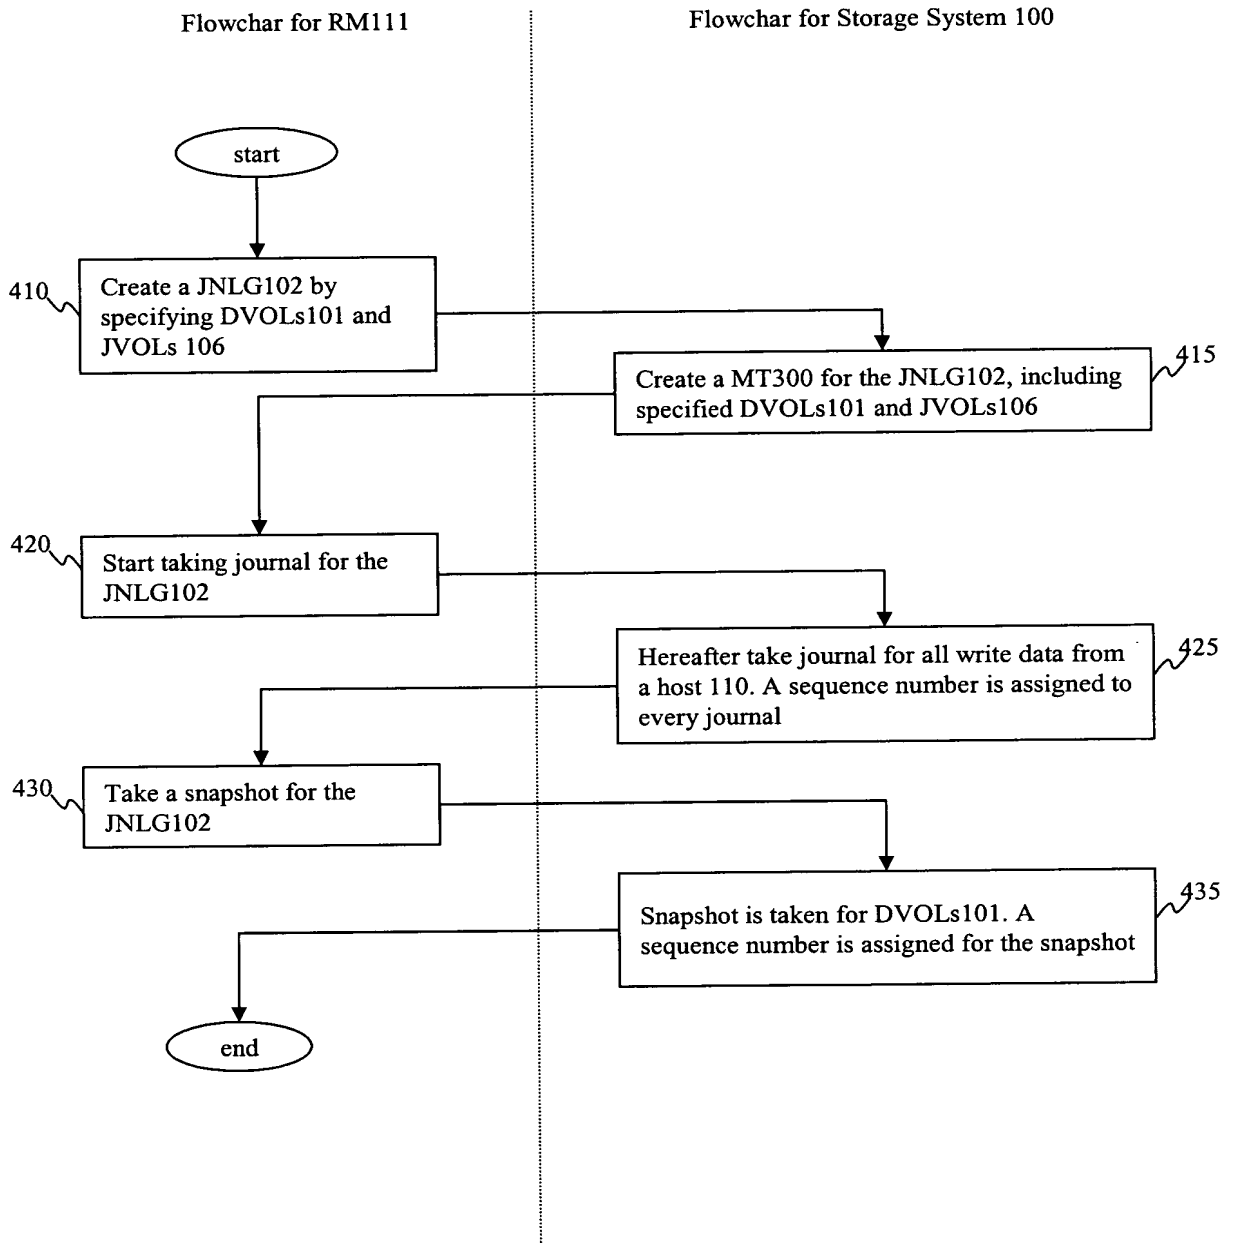 Flowchar for RM111
Flowchar for Storage System 100
start
410
Create a JNLG102 by
specifying DVOLs101 and
JVOLs 106
415
Create a MT300 for the JNLG102, including
specified DVOLs101 and JVOLs106
420
Start taking journal for the
JNLG102
425
Hereafter take journal for all write data from
a host 110. A sequence number is assigned to
every journal
430
Take a snapshot for the
JNLG102
435
Snapshot is taken for DVOLs101. A
sequence number is assigned for the snapshot
end